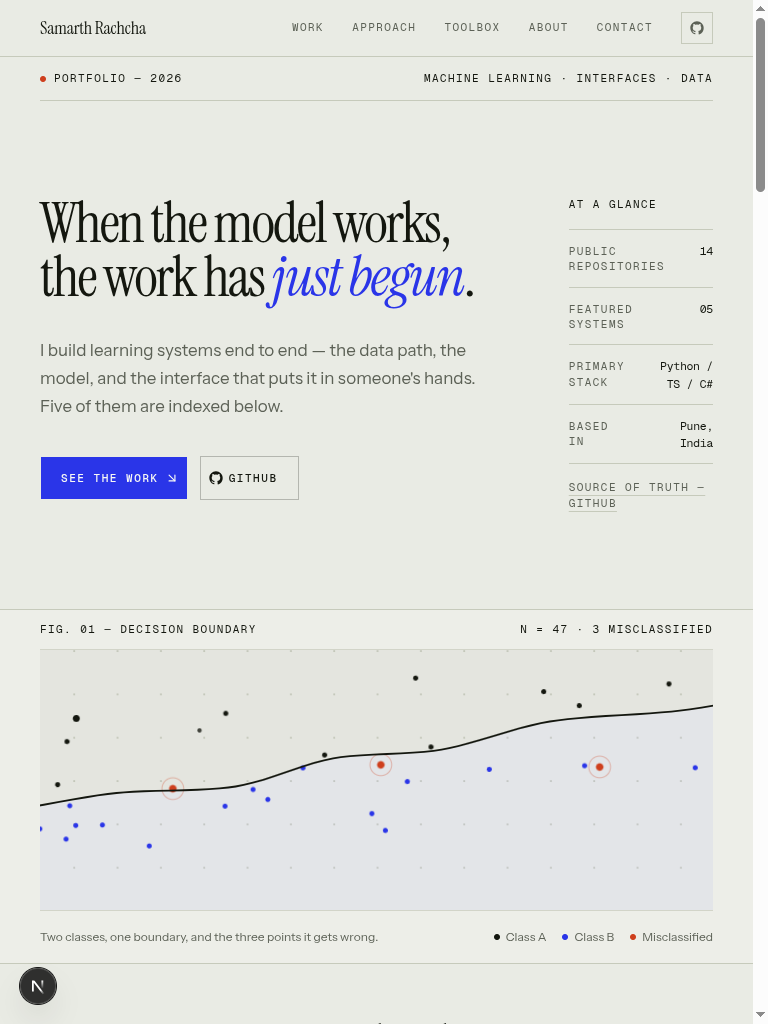 Samarth Rachcha
WORK APPROACH TOOLBOX ABOUT CONTACT
PORTFOLIO — 2026
MACHINE LEARNING · INTERFACES · DATA
When the model works,
the work has just begun.
I build learning systems end to end — the data path, the
model, and the interface that puts it in someone's hands.
Five of them are indexed below.
SEE THE WORK ↘
GITHUB
AT A GLANCE
PUBLIC 14
REPOSITORIES
FEATURED 05
SYSTEMS
PRIMARY Python /
STACK TS / C#
BASED Pune,
IN India
SOURCE OF TRUTH —
GITHUB
FIG. 01 — DECISION BOUNDARY
N = 47 · 3 MISCLASSIFIED
Two classes, one boundary, and the three points it gets wrong.
Class A Class B Misclassified
N